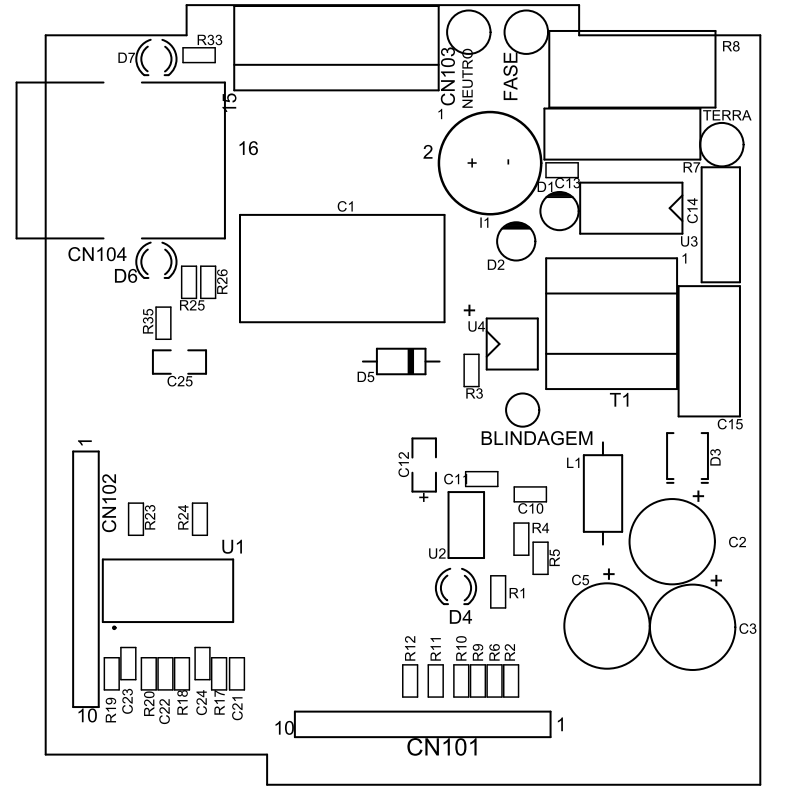 D7
R33
CN103
NEUTRO
FASE
R8
15
1
16
2
+
-
TERRA
R7
D1
C13
C14
I1
U3
1
C1
D2
CN104
D6
R25
R26
R35
C25
D5
+
U4
R3
T1
C15
BLINDAGEM
L1
D3
C12
+
C11
C10
1
CN102
R23
R24
U1
R4
R5
U2
+
C2
C5
+
+
C3
R1
D4
R12
R11
R10
R9
R6
R2
10
R19
C23
R20
C22
R18
C24
R17
C21
10
1
CN101